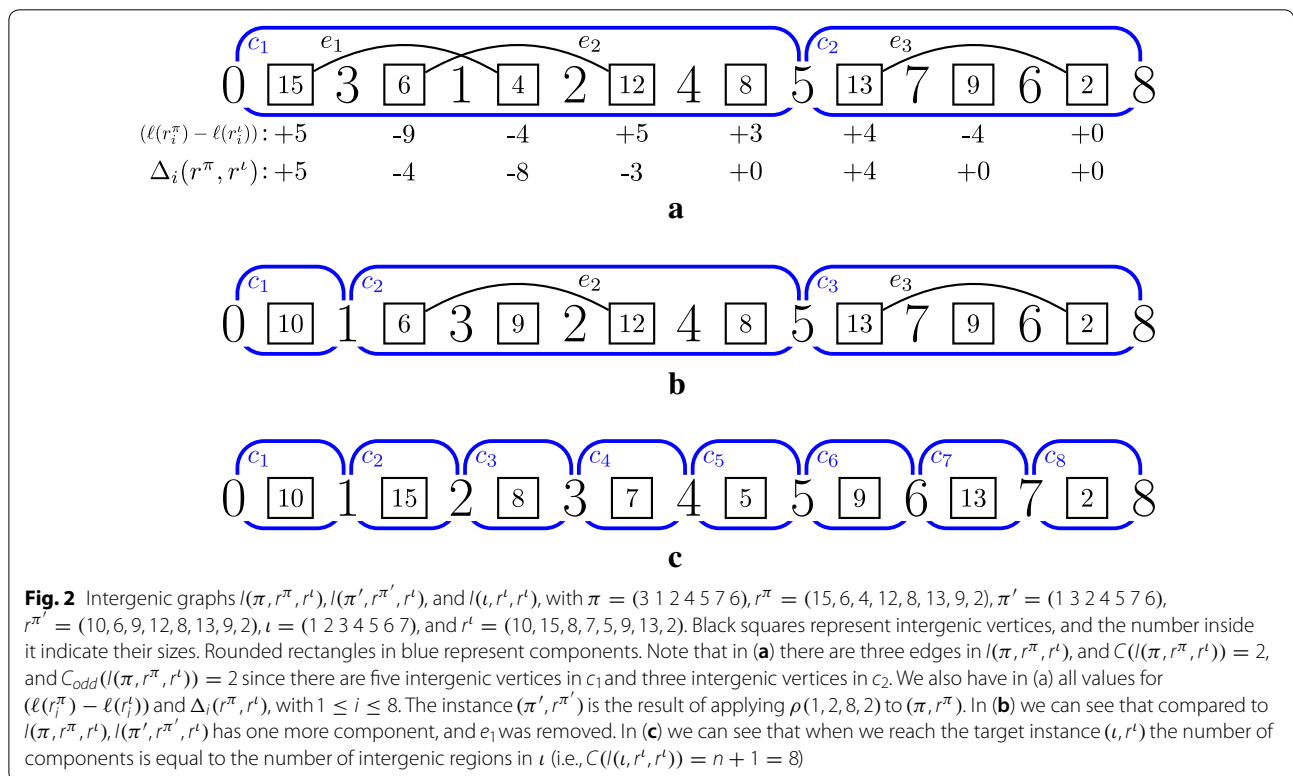 c₁ e₁ e₂ c₂ e₃
0 15 3 6 1 4 2 12 4 8 5 13 7 9 6 2 8
(ℓ(rᵢ^π) − ℓ(rᵢ^ι)): +5 -9 -4 +5 +3 +4 -4 +0
Δᵢ(r^π, r^ι): +5 -4 -8 -3 +0 +4 +0 +0
a
c₁ c₂ e₂ c₃ e₃
0 10 1 6 3 9 2 12 4 8 5 13 7 9 6 2 8
b
c₁ c₂ c₃ c₄ c₅ c₆ c₇ c₈
0 10 1 15 2 8 3 7 4 5 5 9 6 13 7 2 8
c
Fig. 2 Intergenic graphs I(π, r^π, r^ι), I(π′, r^π′, r^ι), and I(ι, r^ι, r^ι), with π = (3 1 2 4 5 7 6), r^π = (15, 6, 4, 12, 8, 13, 9, 2), π′ = (1 3 2 4 5 7 6),
r^π′ = (10, 6, 9, 12, 8, 13, 9, 2), ι = (1 2 3 4 5 6 7), and r^ι = (10, 15, 8, 7, 5, 9, 13, 2). Black squares represent intergenic vertices, and the number inside
it indicate their sizes. Rounded rectangles in blue represent components. Note that in (a) there are three edges in I(π, r^π, r^ι), and C(I(π, r^π, r^ι)) = 2,
and C_odd(I(π, r^π, r^ι)) = 2 since there are five intergenic vertices in c₁ and three intergenic vertices in c₂. We also have in (a) all values for
(ℓ(rᵢ^π) − ℓ(rᵢ^ι)) and Δᵢ(r^π, r^ι), with 1 ≤ i ≤ 8. The instance (π′, r^π′) is the result of applying ρ(1, 2, 8, 2) to (π, r^π). In (b) we can see that compared to
I(π, r^π, r^ι), I(π′, r^π′, r^ι) has one more component, and e₁ was removed. In (c) we can see that when we reach the target instance (ι, r^ι) the number of
components is equal to the number of intergenic regions in ι (i.e., C(I(ι, r^ι, r^ι)) = n + 1 = 8)